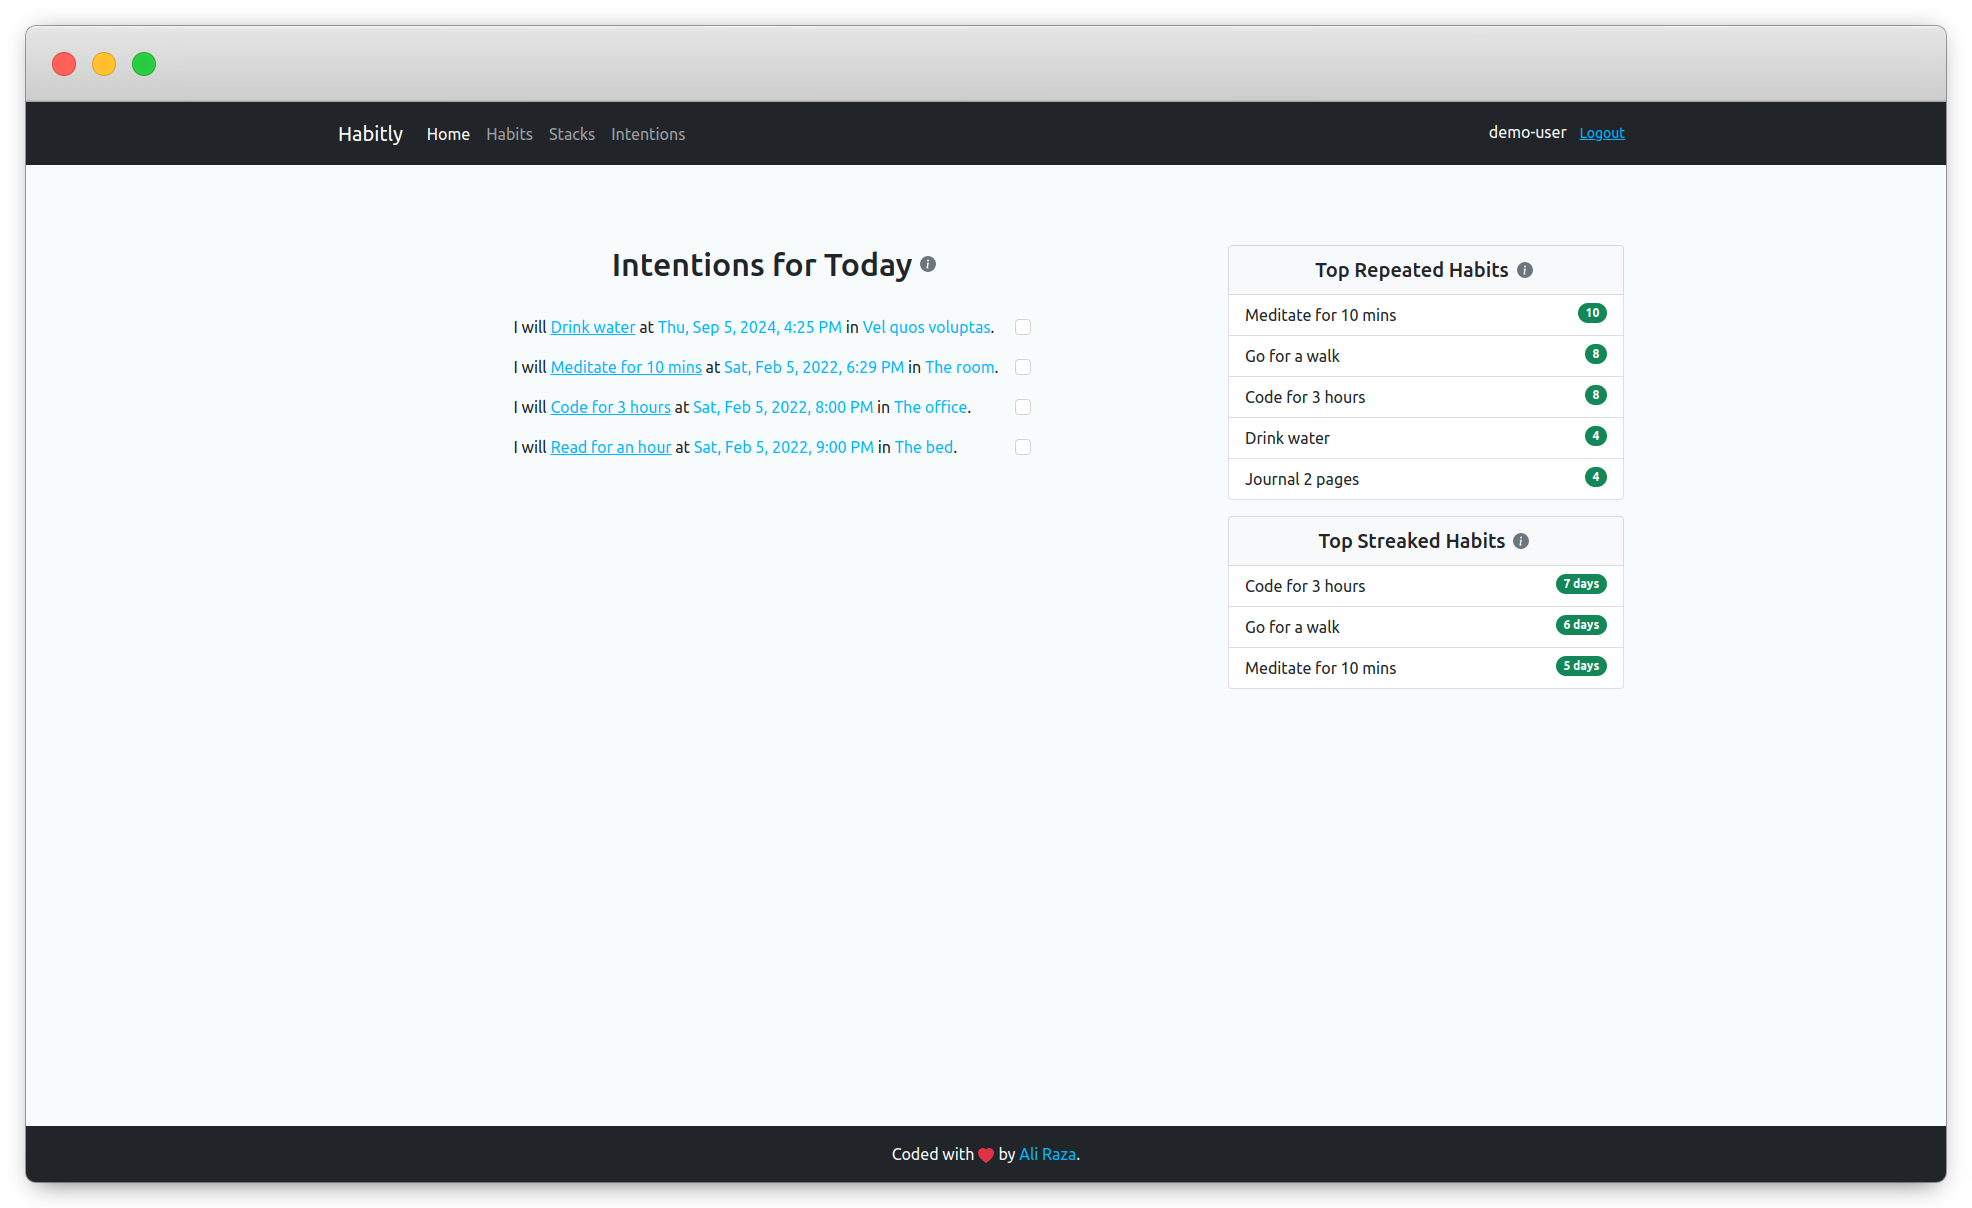 Habitly Home Habits Stacks Intentions demo-user Logout
Intentions for Today
I will Drink water at Thu, Sep 5, 2024, 4:25 PM in Vel quos voluptas.
I will Meditate for 10 mins at Sat, Feb 5, 2022, 6:29 PM in The room.
I will Code for 3 hours at Sat, Feb 5, 2022, 8:00 PM in The office.
I will Read for an hour at Sat, Feb 5, 2022, 9:00 PM in The bed.
Top Repeated Habits
Meditate for 10 mins 10
Go for a walk 8
Code for 3 hours 8
Drink water 4
Journal 2 pages 4
Top Streaked Habits
Code for 3 hours 7 days
Go for a walk 6 days
Meditate for 10 mins 5 days
Coded with ❤ by Ali Raza.